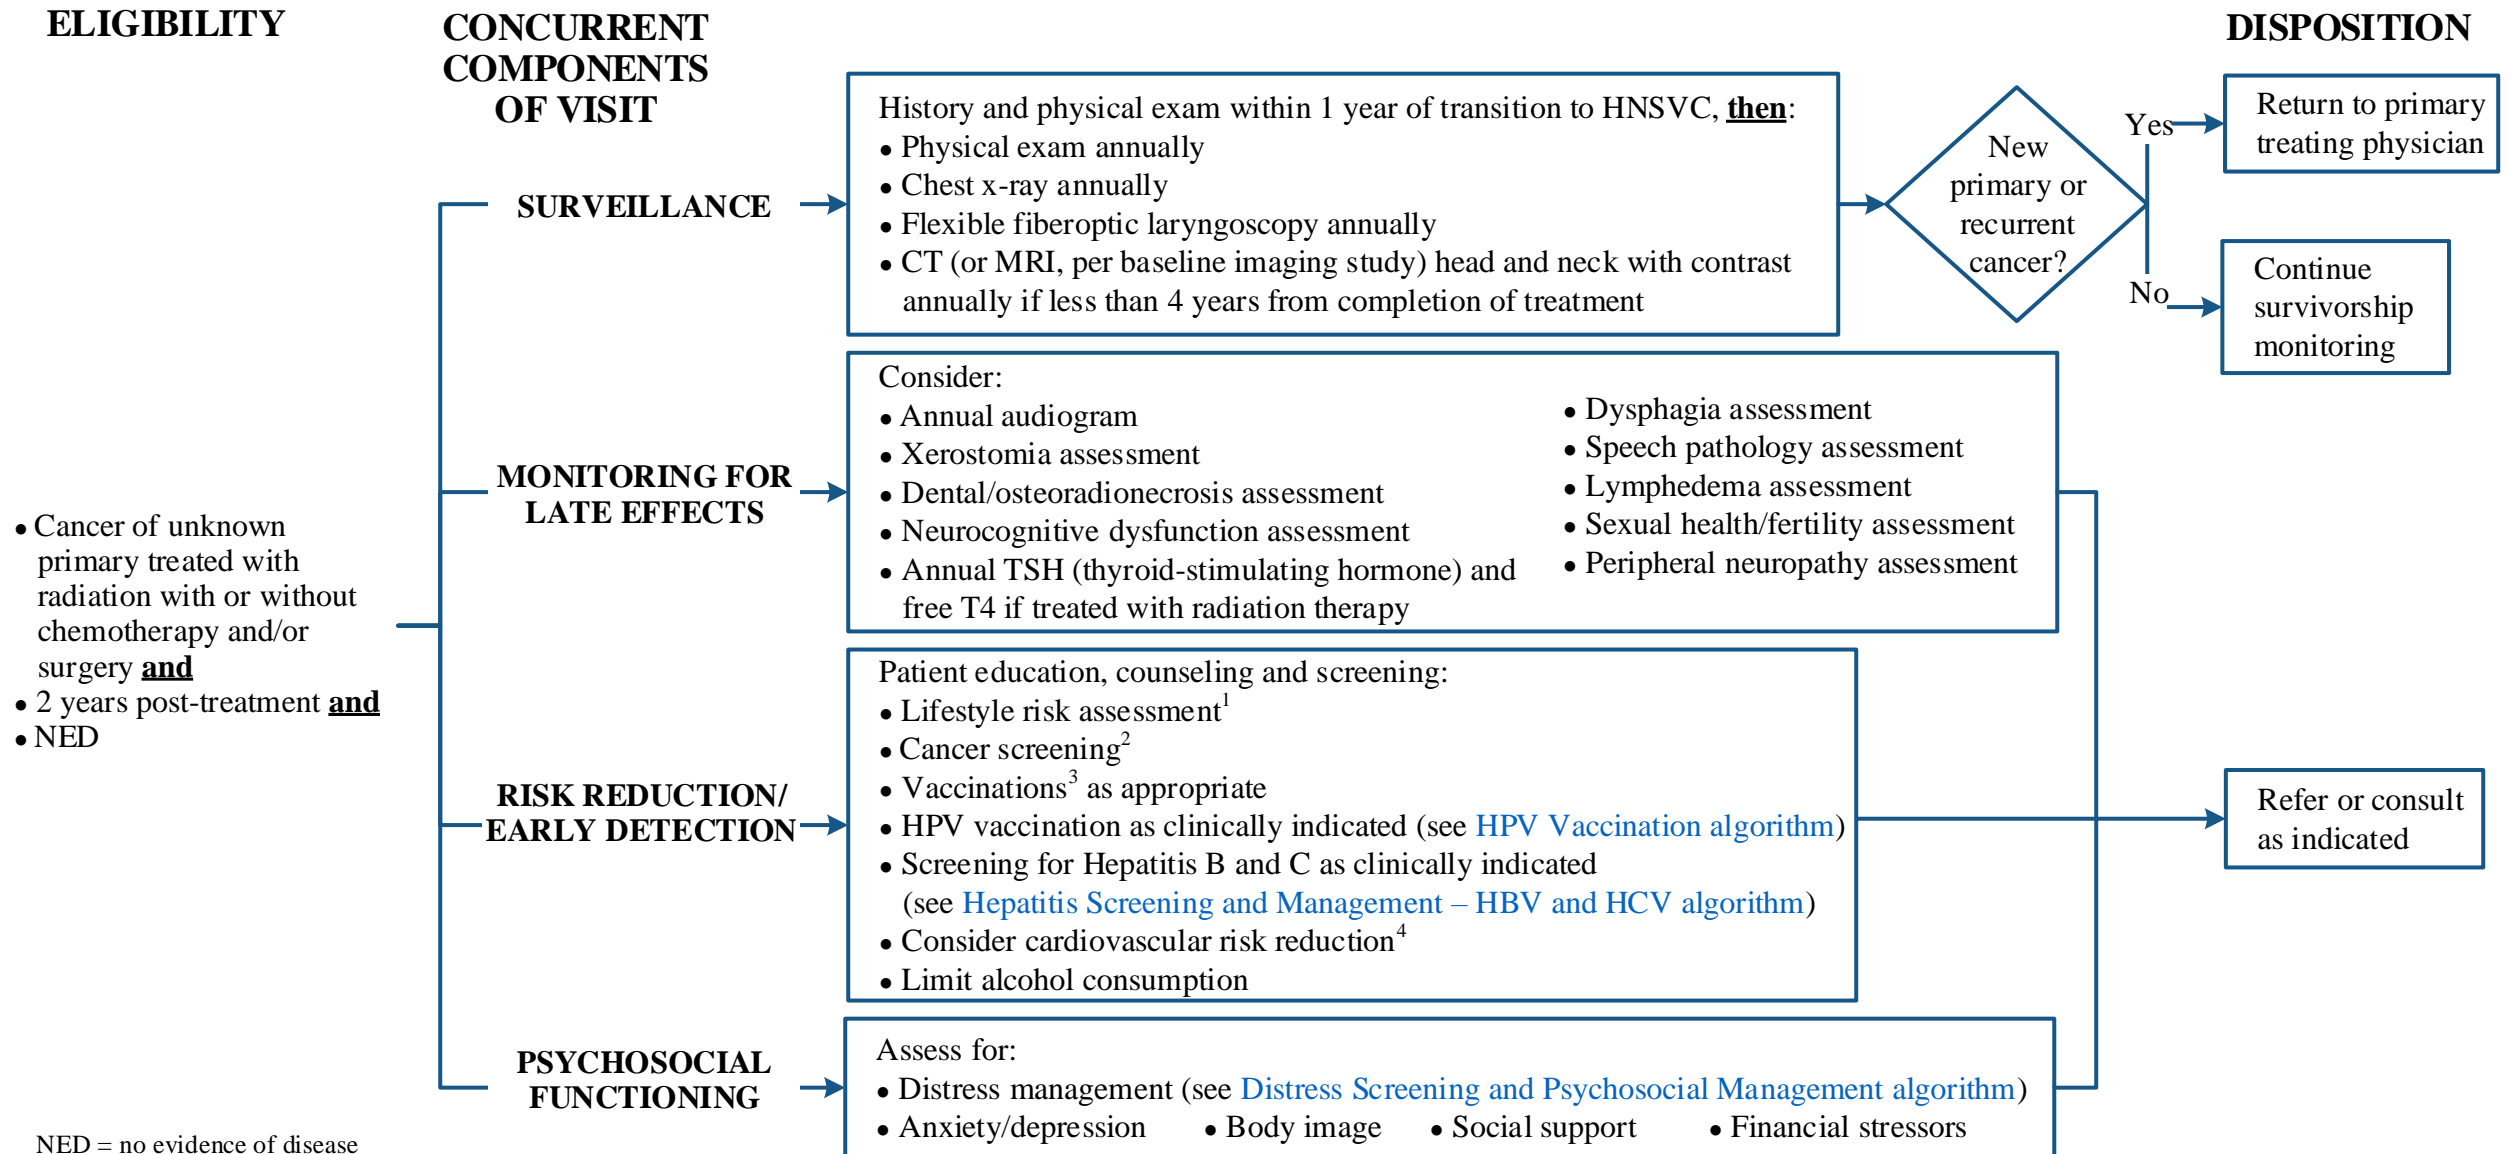 ELIGIBILITY
CONCURRENT
COMPONENTS
OF VISIT
DISPOSITION
• Cancer of unknown
primary treated with
radiation with or without
chemotherapy and/or
surgery and
• 2 years post-treatment and
• NED
SURVEILLANCE
History and physical exam within 1 year of transition to HNSVC, then:
• Physical exam annually
• Chest x-ray annually
• Flexible fiberoptic laryngoscopy annually
• CT (or MRI, per baseline imaging study) head and neck with contrast
annually if less than 4 years from completion of treatment
New
primary or
recurrent
cancer?
Yes
Return to primary
treating physician
No
Continue
survivorship
monitoring
MONITORING FOR
LATE EFFECTS
Consider:
• Annual audiogram
• Xerostomia assessment
• Dental/osteoradionecrosis assessment
• Neurocognitive dysfunction assessment
• Annual TSH (thyroid-stimulating hormone) and
free T4 if treated with radiation therapy
• Dysphagia assessment
• Speech pathology assessment
• Lymphedema assessment
• Sexual health/fertility assessment
• Peripheral neuropathy assessment
RISK REDUCTION/
EARLY DETECTION
Patient education, counseling and screening:
• Lifestyle risk assessment1
• Cancer screening2
• Vaccinations3 as appropriate
• HPV vaccination as clinically indicated (see HPV Vaccination algorithm)
• Screening for Hepatitis B and C as clinically indicated
(see Hepatitis Screening and Management – HBV and HCV algorithm)
• Consider cardiovascular risk reduction4
• Limit alcohol consumption
Refer or consult
as indicated
PSYCHOSOCIAL
FUNCTIONING
Assess for:
• Distress management (see Distress Screening and Psychosocial Management algorithm)
• Anxiety/depression • Body image • Social support • Financial stressors
NED = no evidence of disease